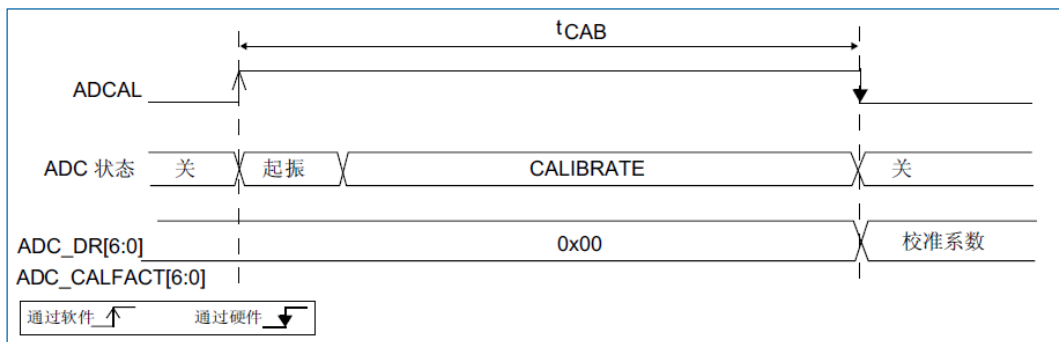 tCAB
ADCAL
ADC 状态 关 起振 CALIBRATE 关
ADC_DR[6:0] 0x00 校准系数
ADC_CALFACT[6:0]
通过软件 通过硬件